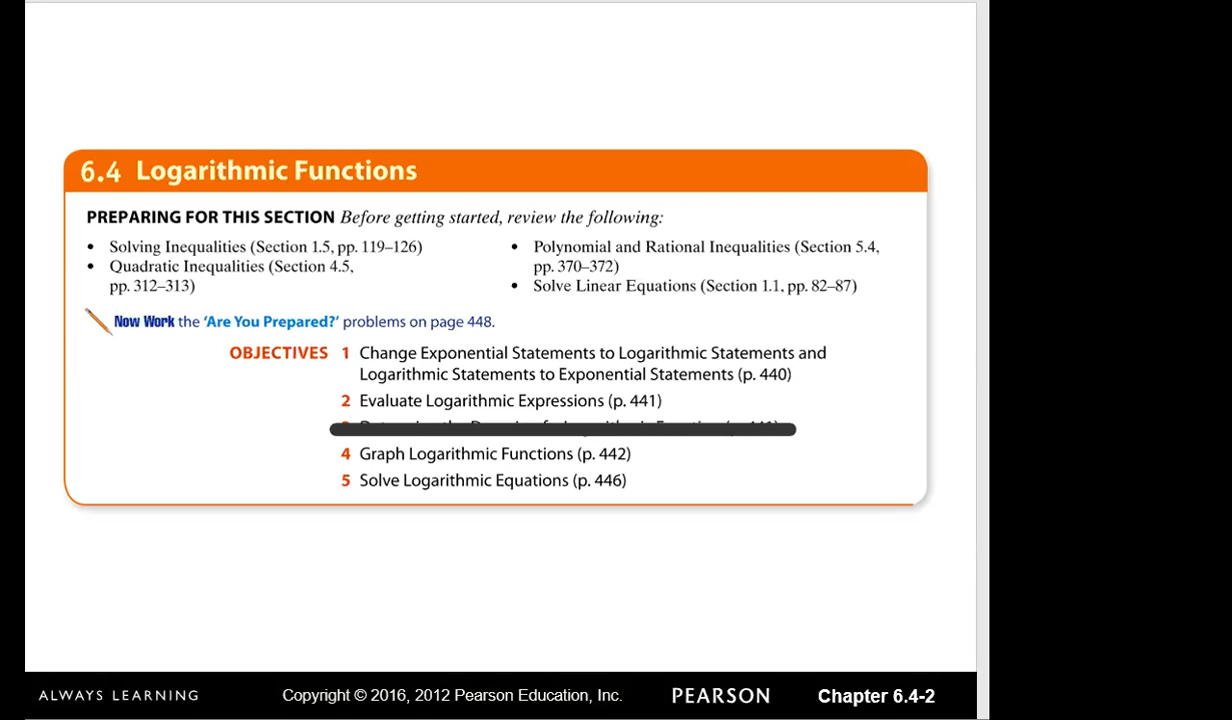 6.4 Logarithmic Functions
PREPARING FOR THIS SECTION Before getting started, review the following:
• Solving Inequalities (Section 1.5, pp. 119–126)
• Quadratic Inequalities (Section 4.5,
pp. 312–313)
• Polynomial and Rational Inequalities (Section 5.4,
pp. 370–372)
• Solve Linear Equations (Section 1.1, pp. 82–87)
Now Work the ‘Are You Prepared?’ problems on page 448.
OBJECTIVES 1 Change Exponential Statements to Logarithmic Statements and
Logarithmic Statements to Exponential Statements (p. 440)
2 Evaluate Logarithmic Expressions (p. 441)
4 Graph Logarithmic Functions (p. 442)
5 Solve Logarithmic Equations (p. 446)
ALWAYS LEARNING Copyright © 2016, 2012 Pearson Education, Inc. PEARSON Chapter 6.4-2